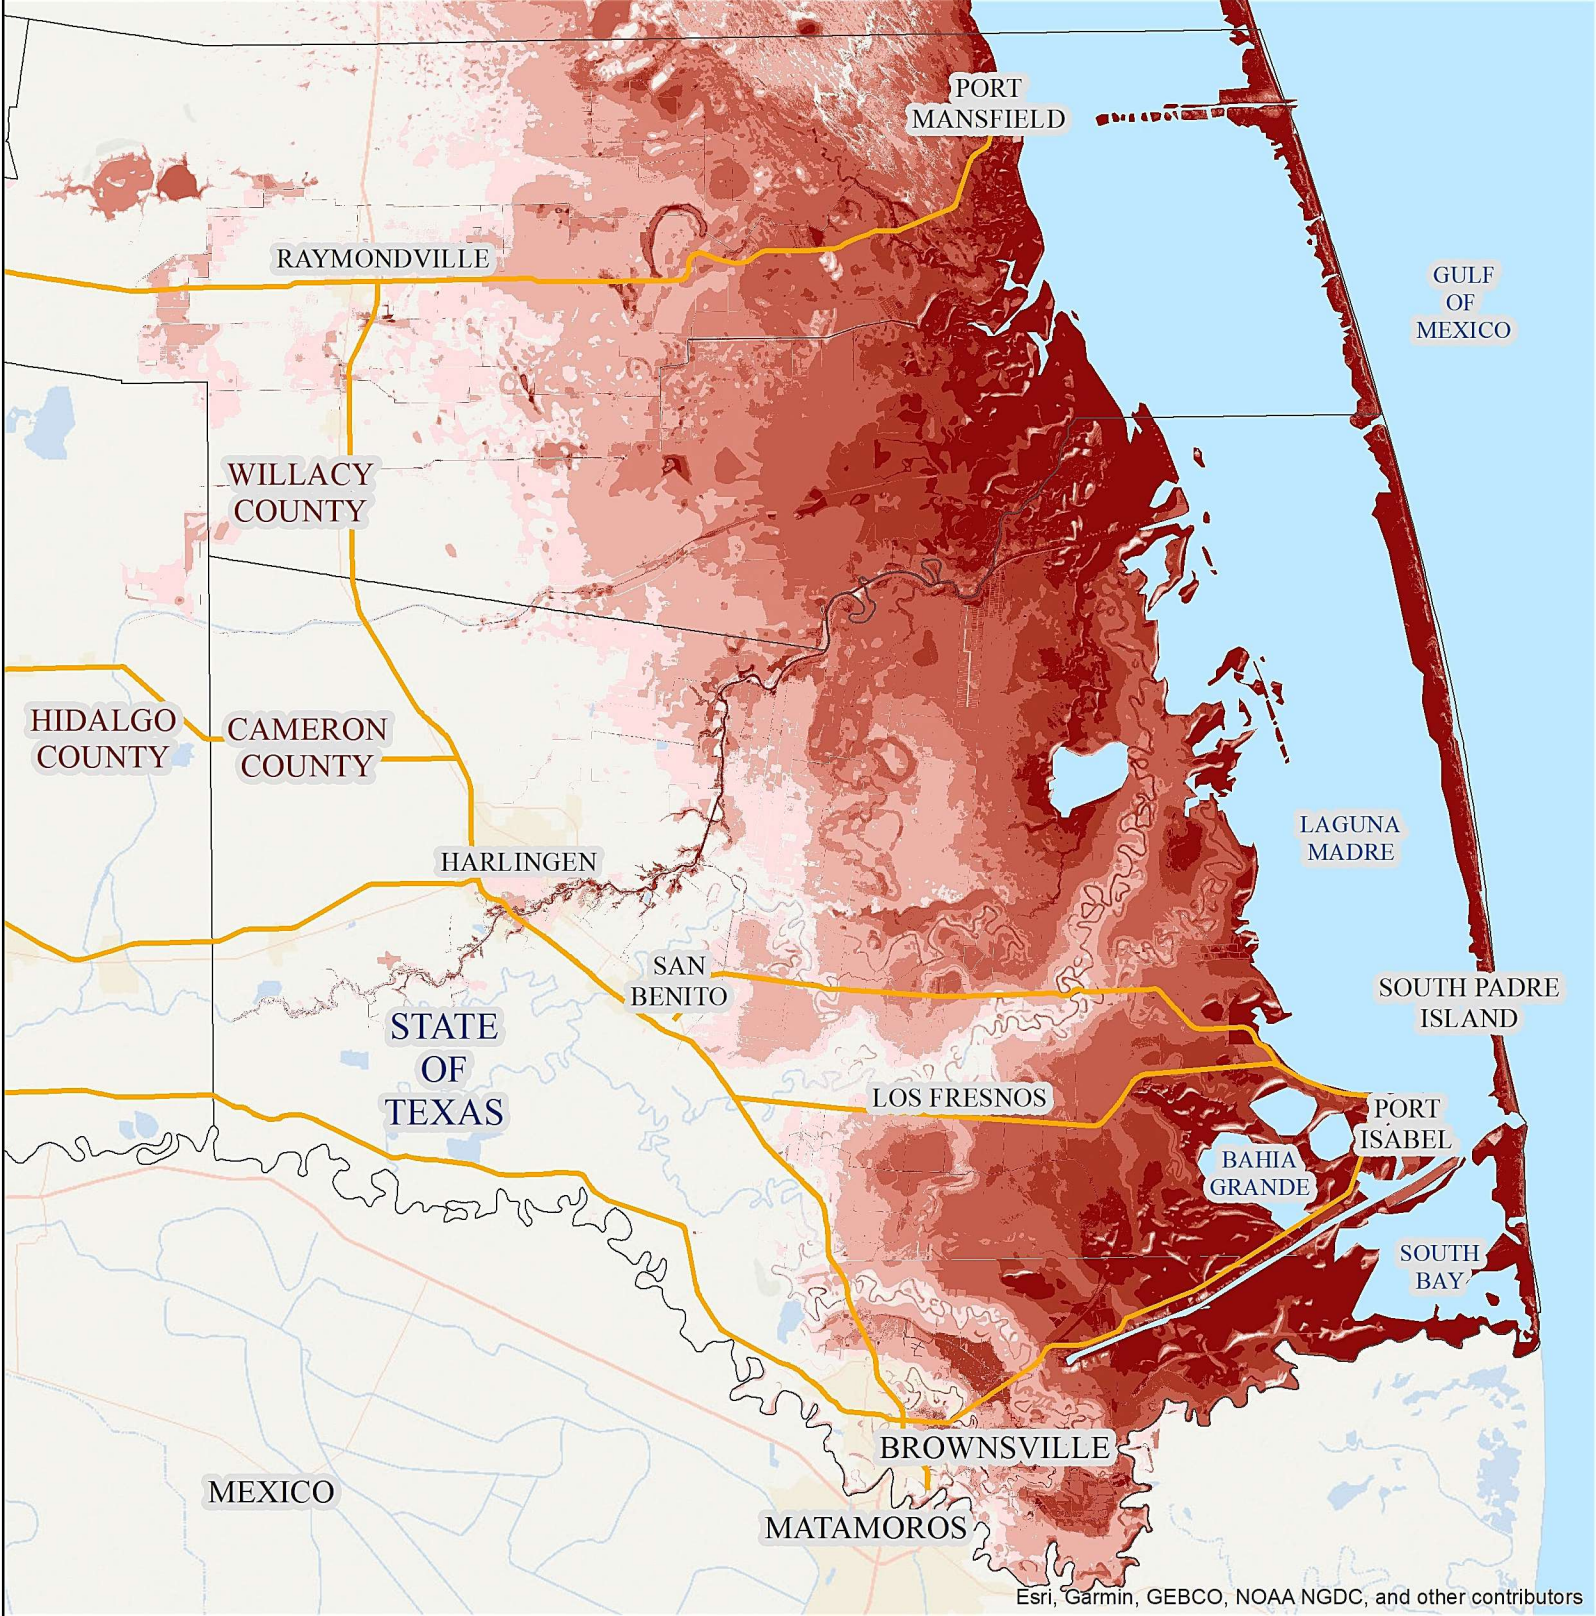 PORT
MANSFIELD
RAYMONDVILLE
GULF
OF
MEXICO
WILLACY
COUNTY
HIDALGO
COUNTY
CAMERON
COUNTY
LAGUNA
MADRE
HARLINGEN
SAN
BENITO
SOUTH PADRE
ISLAND
STATE
OF
TEXAS
LOS FRESNOS
PORT
ISABEL
BAHIA
GRANDE
SOUTH
BAY
BROWNSVILLE
MEXICO
MATAMOROS
Esri, Garmin, GEBCO, NOAA NGDC, and other contributors